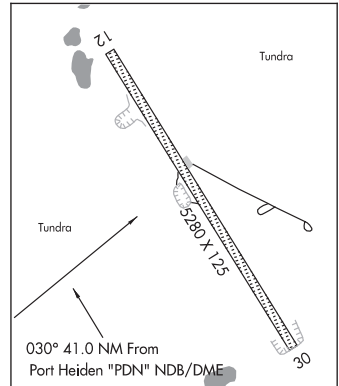 12
Tundra
5280 X 125
Tundra
030° 41.0 NM From
Port Heiden "PDN" NDB/DME
30